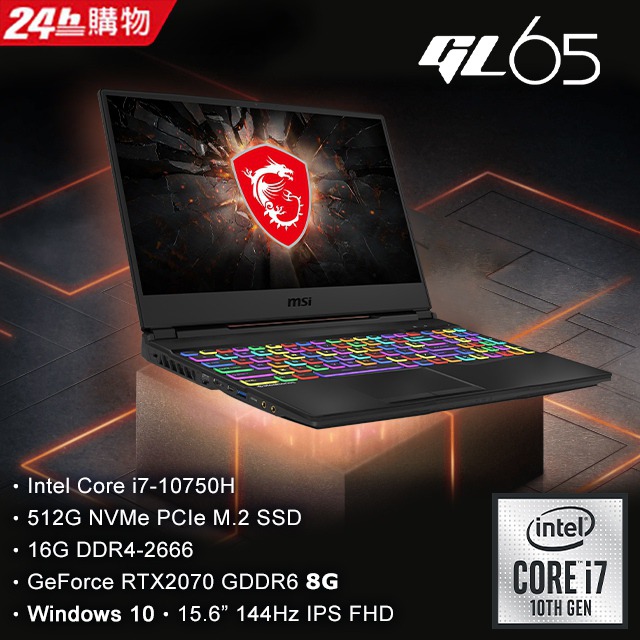 24h購物
GL65
msi
・Intel Core i7-10750H
・512G NVMe PCIe M.2 SSD
・16G DDR4-2666
・GeForce RTX2070 GDDR6 8G
・Windows 10・15.6” 144Hz IPS FHD
intel
CORE i7
10TH GEN